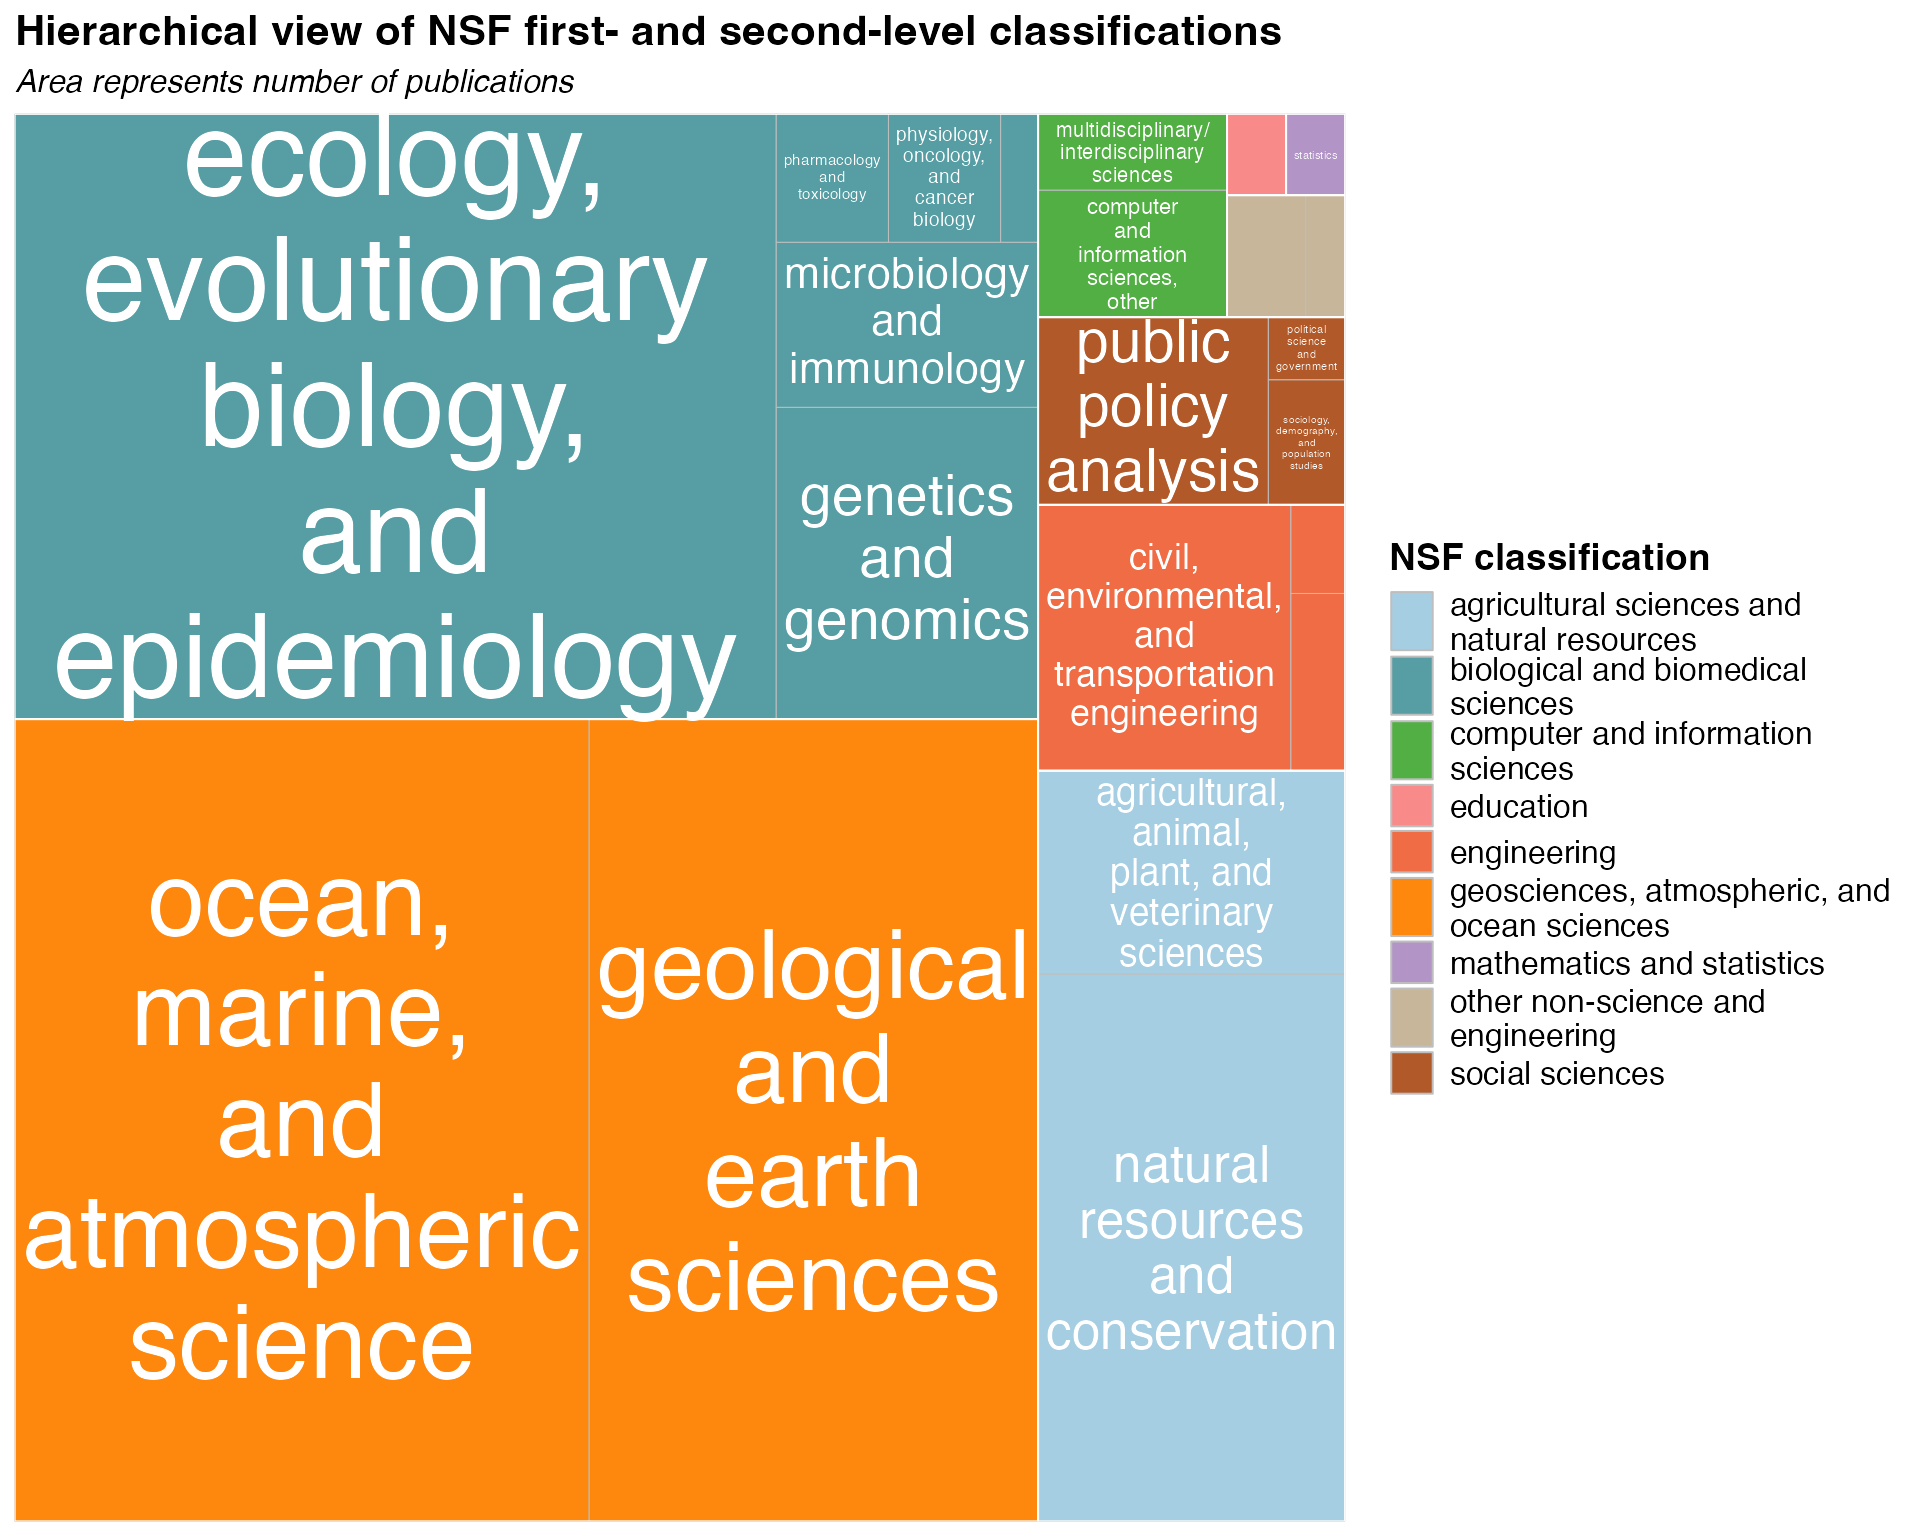 Hierarchical view of NSF first- and second-level classifications
Area represents number of publications
ecology,
evolutionary
biology,
and
epidemiology
pharmacology
and
toxicology
physiology,
oncology,
and
cancer
biology
microbiology
and
immunology
genetics
and
genomics
ocean,
marine,
and
atmospheric
science
geological
and
earth
sciences
multidisciplinary/
interdisciplinary
sciences
computer
and
information
sciences,
other
statistics
public
policy
analysis
political
science
and
government
sociology,
demography,
and
population
studies
civil,
environmental,
and
transportation
engineering
agricultural,
animal,
plant, and
veterinary
sciences
natural
resources
and
conservation
NSF classification
agricultural sciences and
natural resources
biological and biomedical
sciences
computer and information
sciences
education
engineering
geosciences, atmospheric, and
ocean sciences
mathematics and statistics
other non-science and
engineering
social sciences